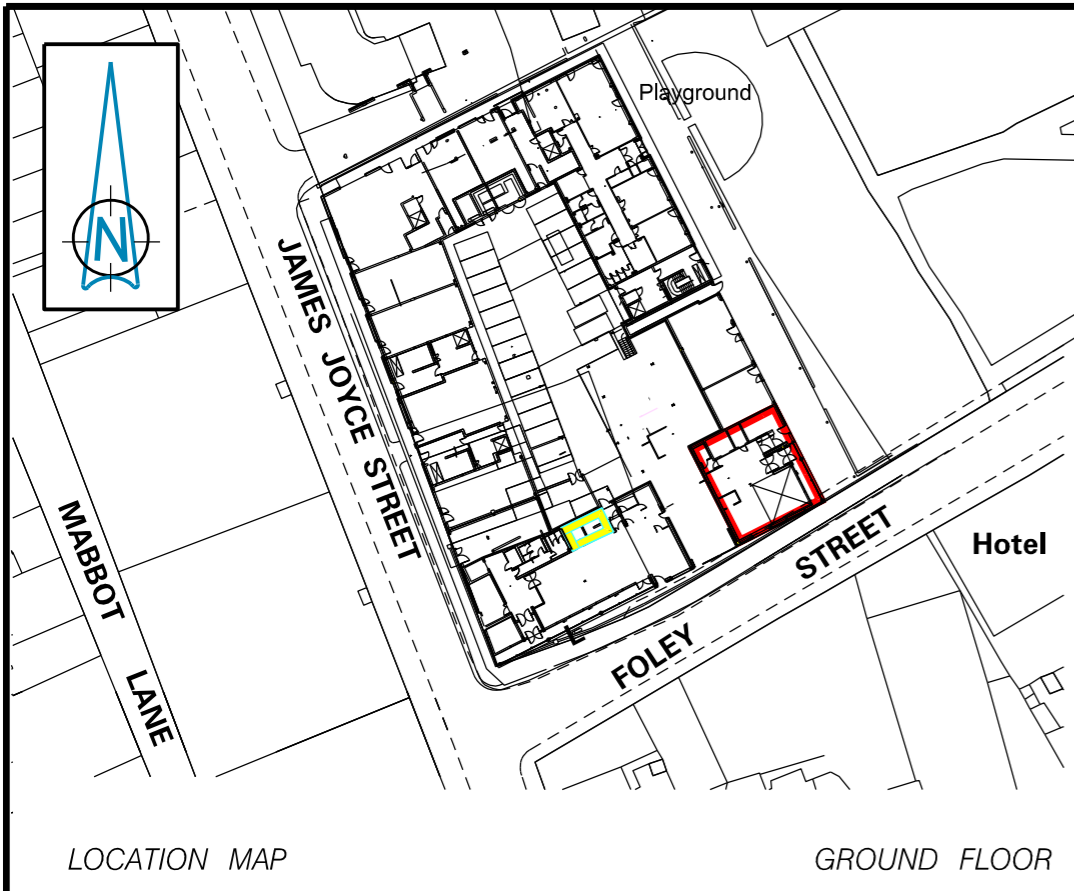 Playground
N
JAMES JOYCE STREET
MABBOT LANE
FOLEY STREET
Hotel
LOCATION MAP
GROUND FLOOR